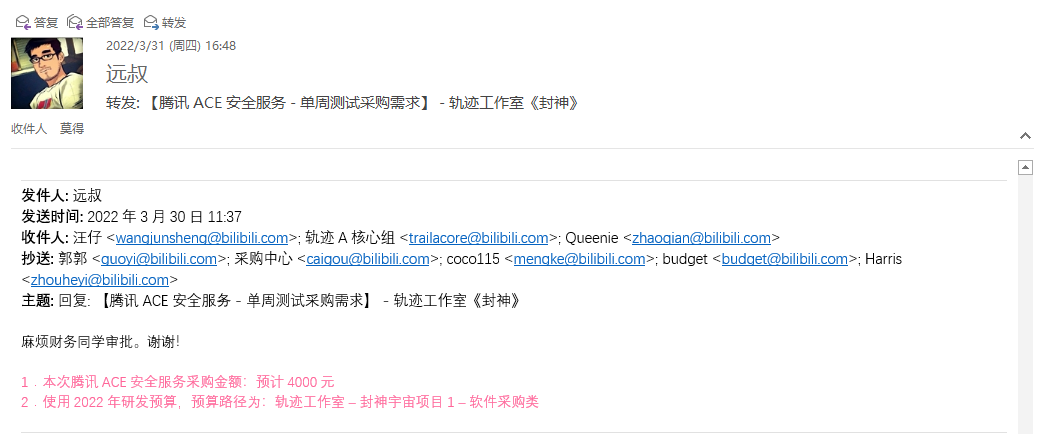 答复 全部答复 转发
2022/3/31 (周四) 16:48
远叔
转发: 【腾讯 ACE 安全服务 - 单周测试采购需求】 - 轨迹工作室《封神》
收件人 莫得
发件人: 远叔
发送时间: 2022 年 3 月 30 日 11:37
收件人: 汪仔 <wangjunsheng@bilibili.com>; 轨迹 A 核心组 <trailacore@bilibili.com>; Queenie <zhaoqian@bilibili.com>
抄送: 郭郭 <guoyi@bilibili.com>; 采购中心 <caigou@bilibili.com>; coco115 <mengke@bilibili.com>; budget <budget@bilibili.com>; Harris
<zhouheyi@bilibili.com>
主题: 回复: 【腾讯 ACE 安全服务 - 单周测试采购需求】 - 轨迹工作室《封神》
麻烦财务同学审批。谢谢!
1．本次腾讯 ACE 安全服务采购金额：预计 4000 元
2．使用 2022 年研发预算，预算路径为：轨迹工作室 – 封神宇宙项目 1 – 软件采购类